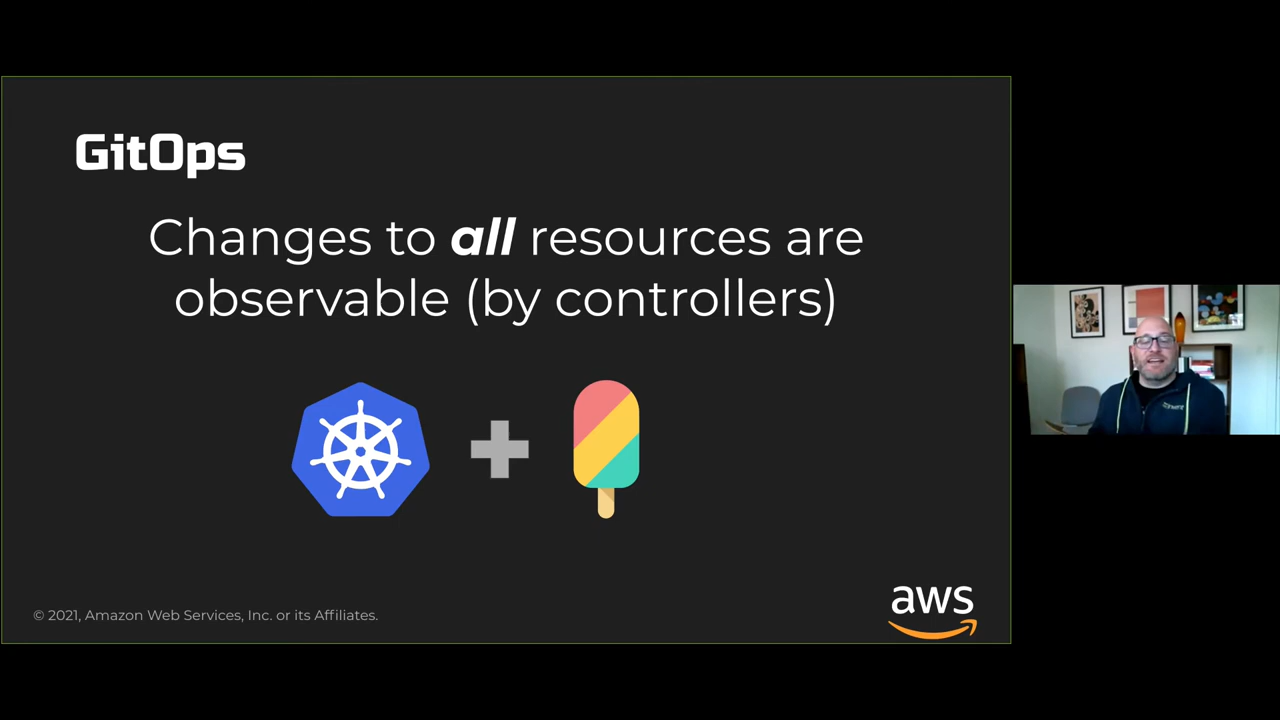 GitOps
Changes to all resources are
observable (by controllers)
© 2021, Amazon Web Services, Inc. or its Affiliates.
aws